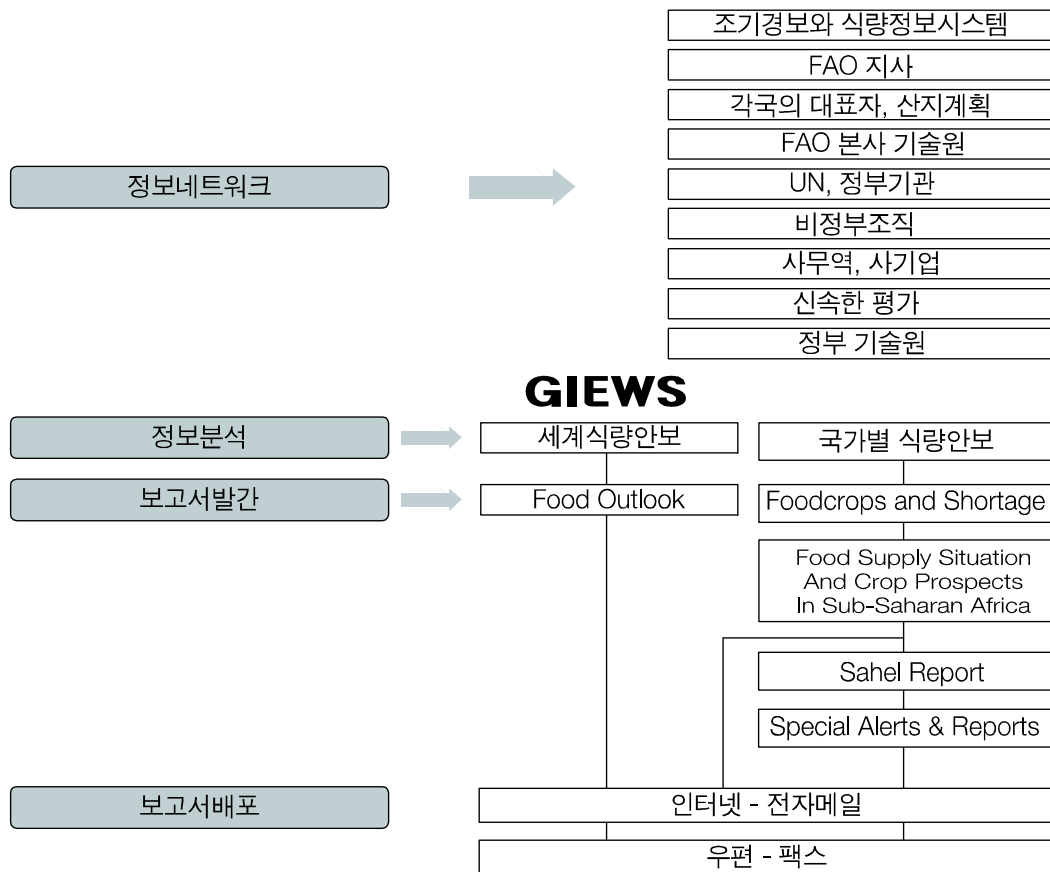 조기경보와 식량정보시스템
FAO 지사
각국의 대표자, 산지계획
FAO 본사 기술원
정보네트워크
UN, 정부기관
비정부조직
사무역, 사기업
신속한 평가
정부 기술원
GIEWS
정보분석
세계식량안보
국가별 식량안보
보고서발간
Food Outlook
Foodcrops and Shortage
Food Supply Situation
And Crop Prospects
In Sub-Saharan Africa
Sahel Report
Special Alerts & Reports
보고서배포
인터넷 - 전자메일
우편 - 팩스